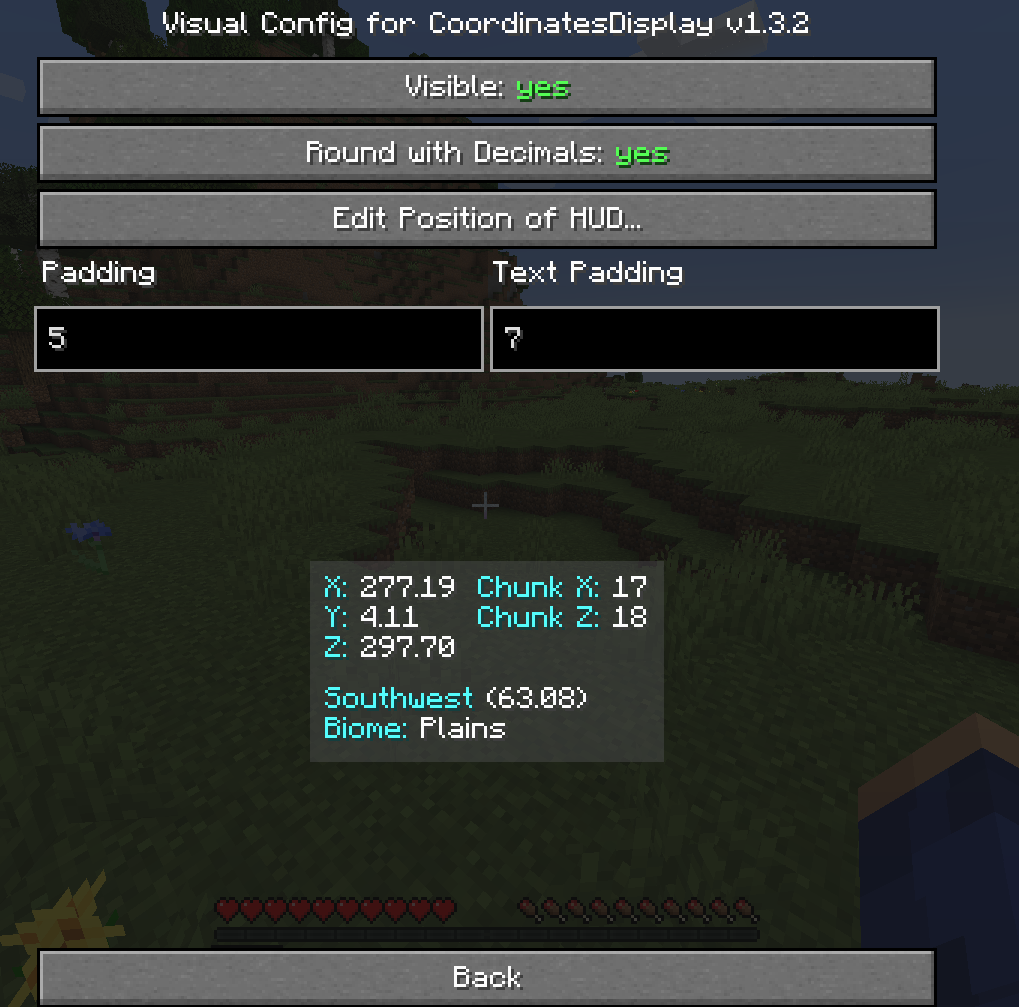 Visual Config for CoordinatesDisplay v1.3.2
Visible: yes
Round with Decimals: yes
Edit Position of HUD...
Padding
Text Padding
5
7
X: 277.19 Chunk X: 17
Y: 4.11 Chunk Z: 18
Z: 297.70
Southwest (63.08)
Biome: Plains
Back